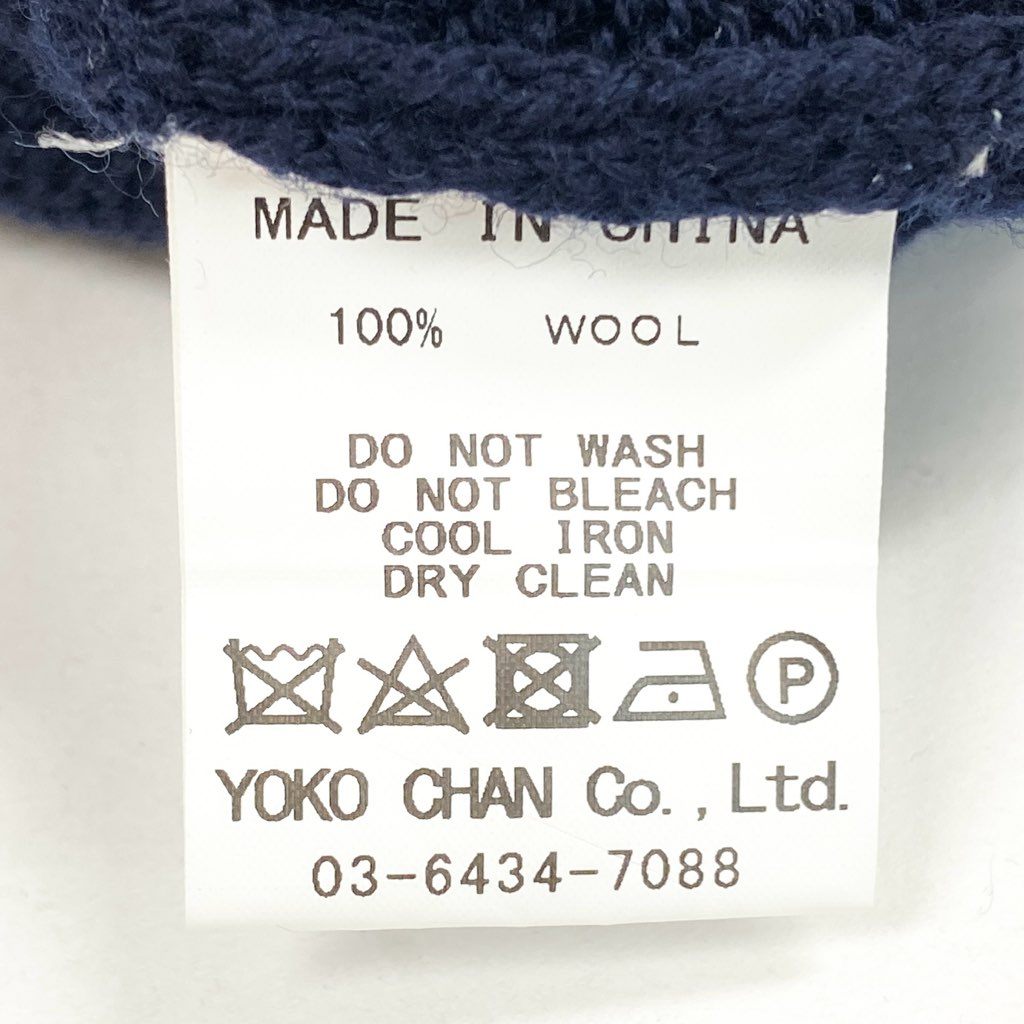 MADE IN CHINA
100% WOOL
DO NOT WASH
DO NOT BLEACH
COOL IRON
DRY CLEAN
P
YOKO CHAN Co., Ltd.
03-6434-7088